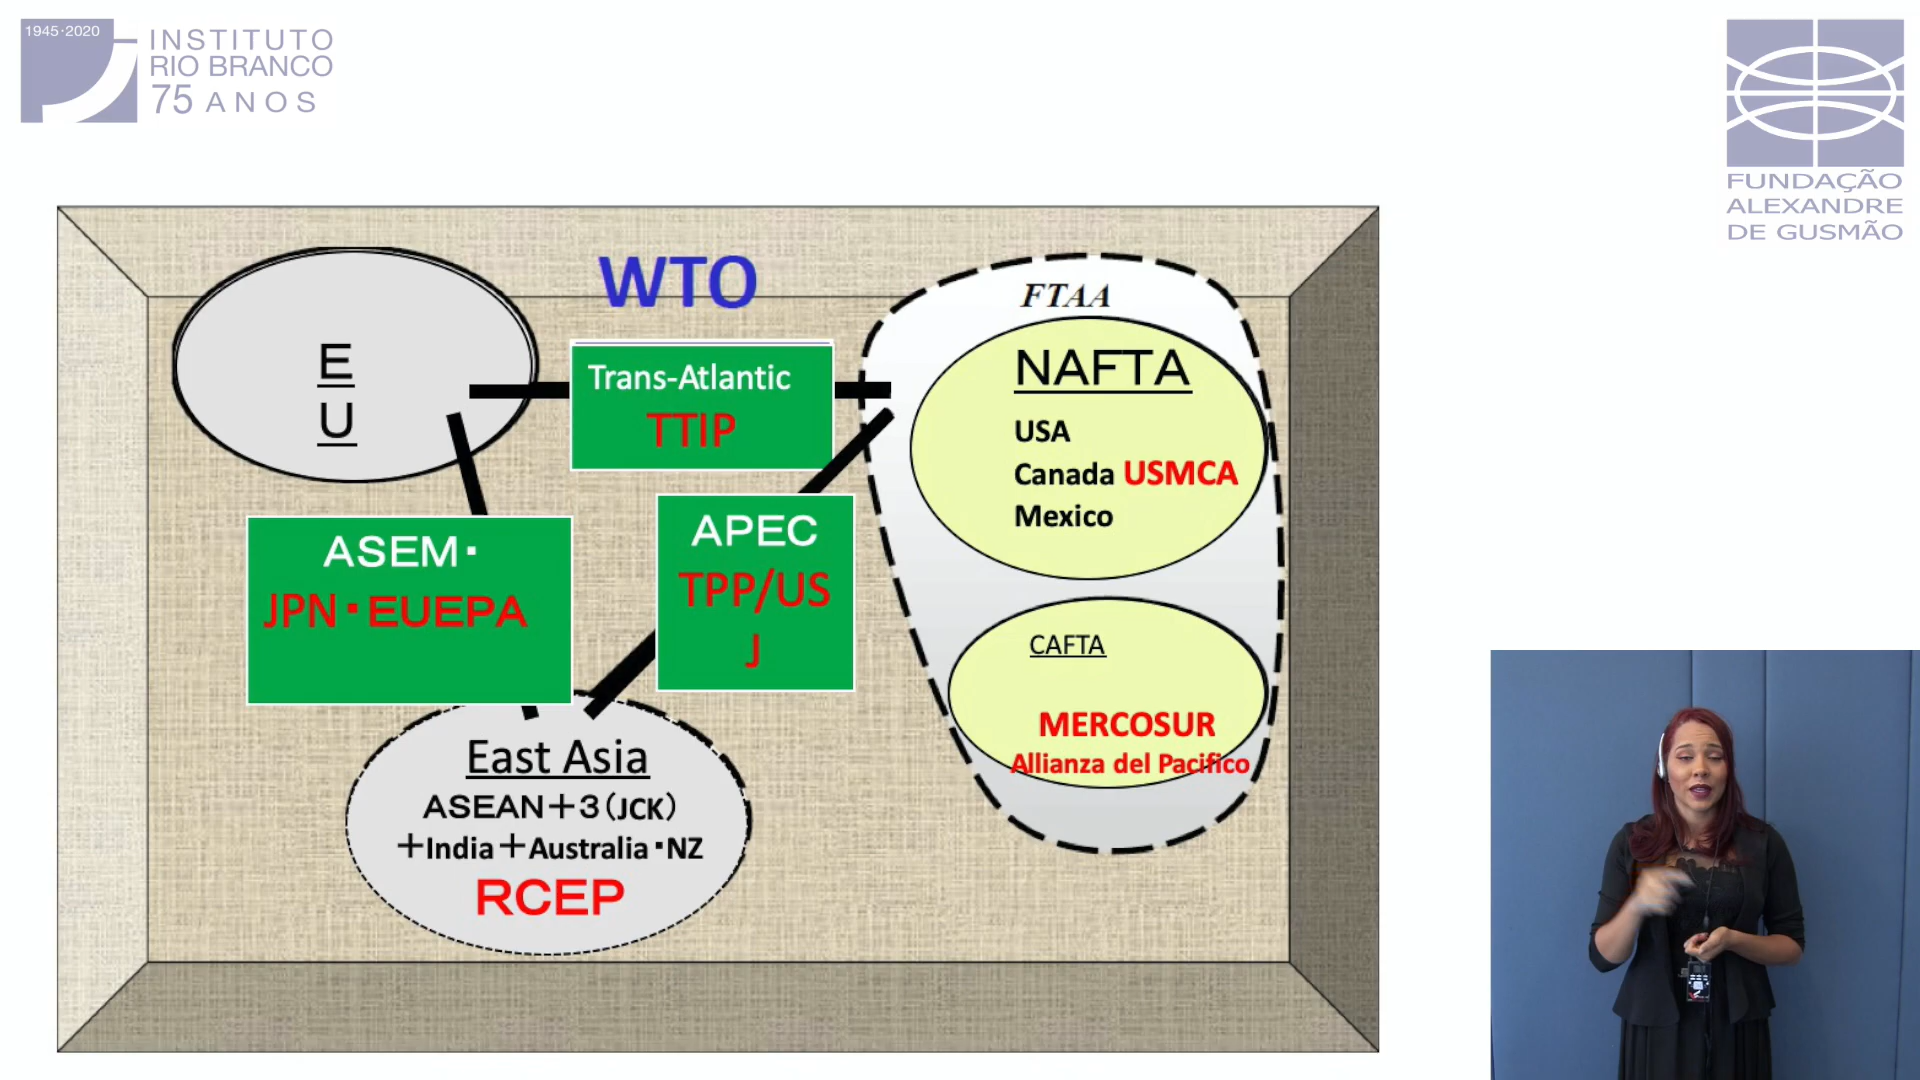 1945·2020
INSTITUTO
RIO BRANCO
75 ANOS
FUNDAÇÃO
ALEXANDRE
DE GUSMÃO
WTO
E
U
Trans-Atlantic
TTIP
FTAA
NAFTA
USA
Canada USMCA
Mexico
ASEM・
JPN・EUEPA
APEC
TPP/US
J
CAFTA
MERCOSUR
Allianza del Pacifico
East Asia
ASEAN＋3（JCK）
＋India＋Australia・NZ
RCEP